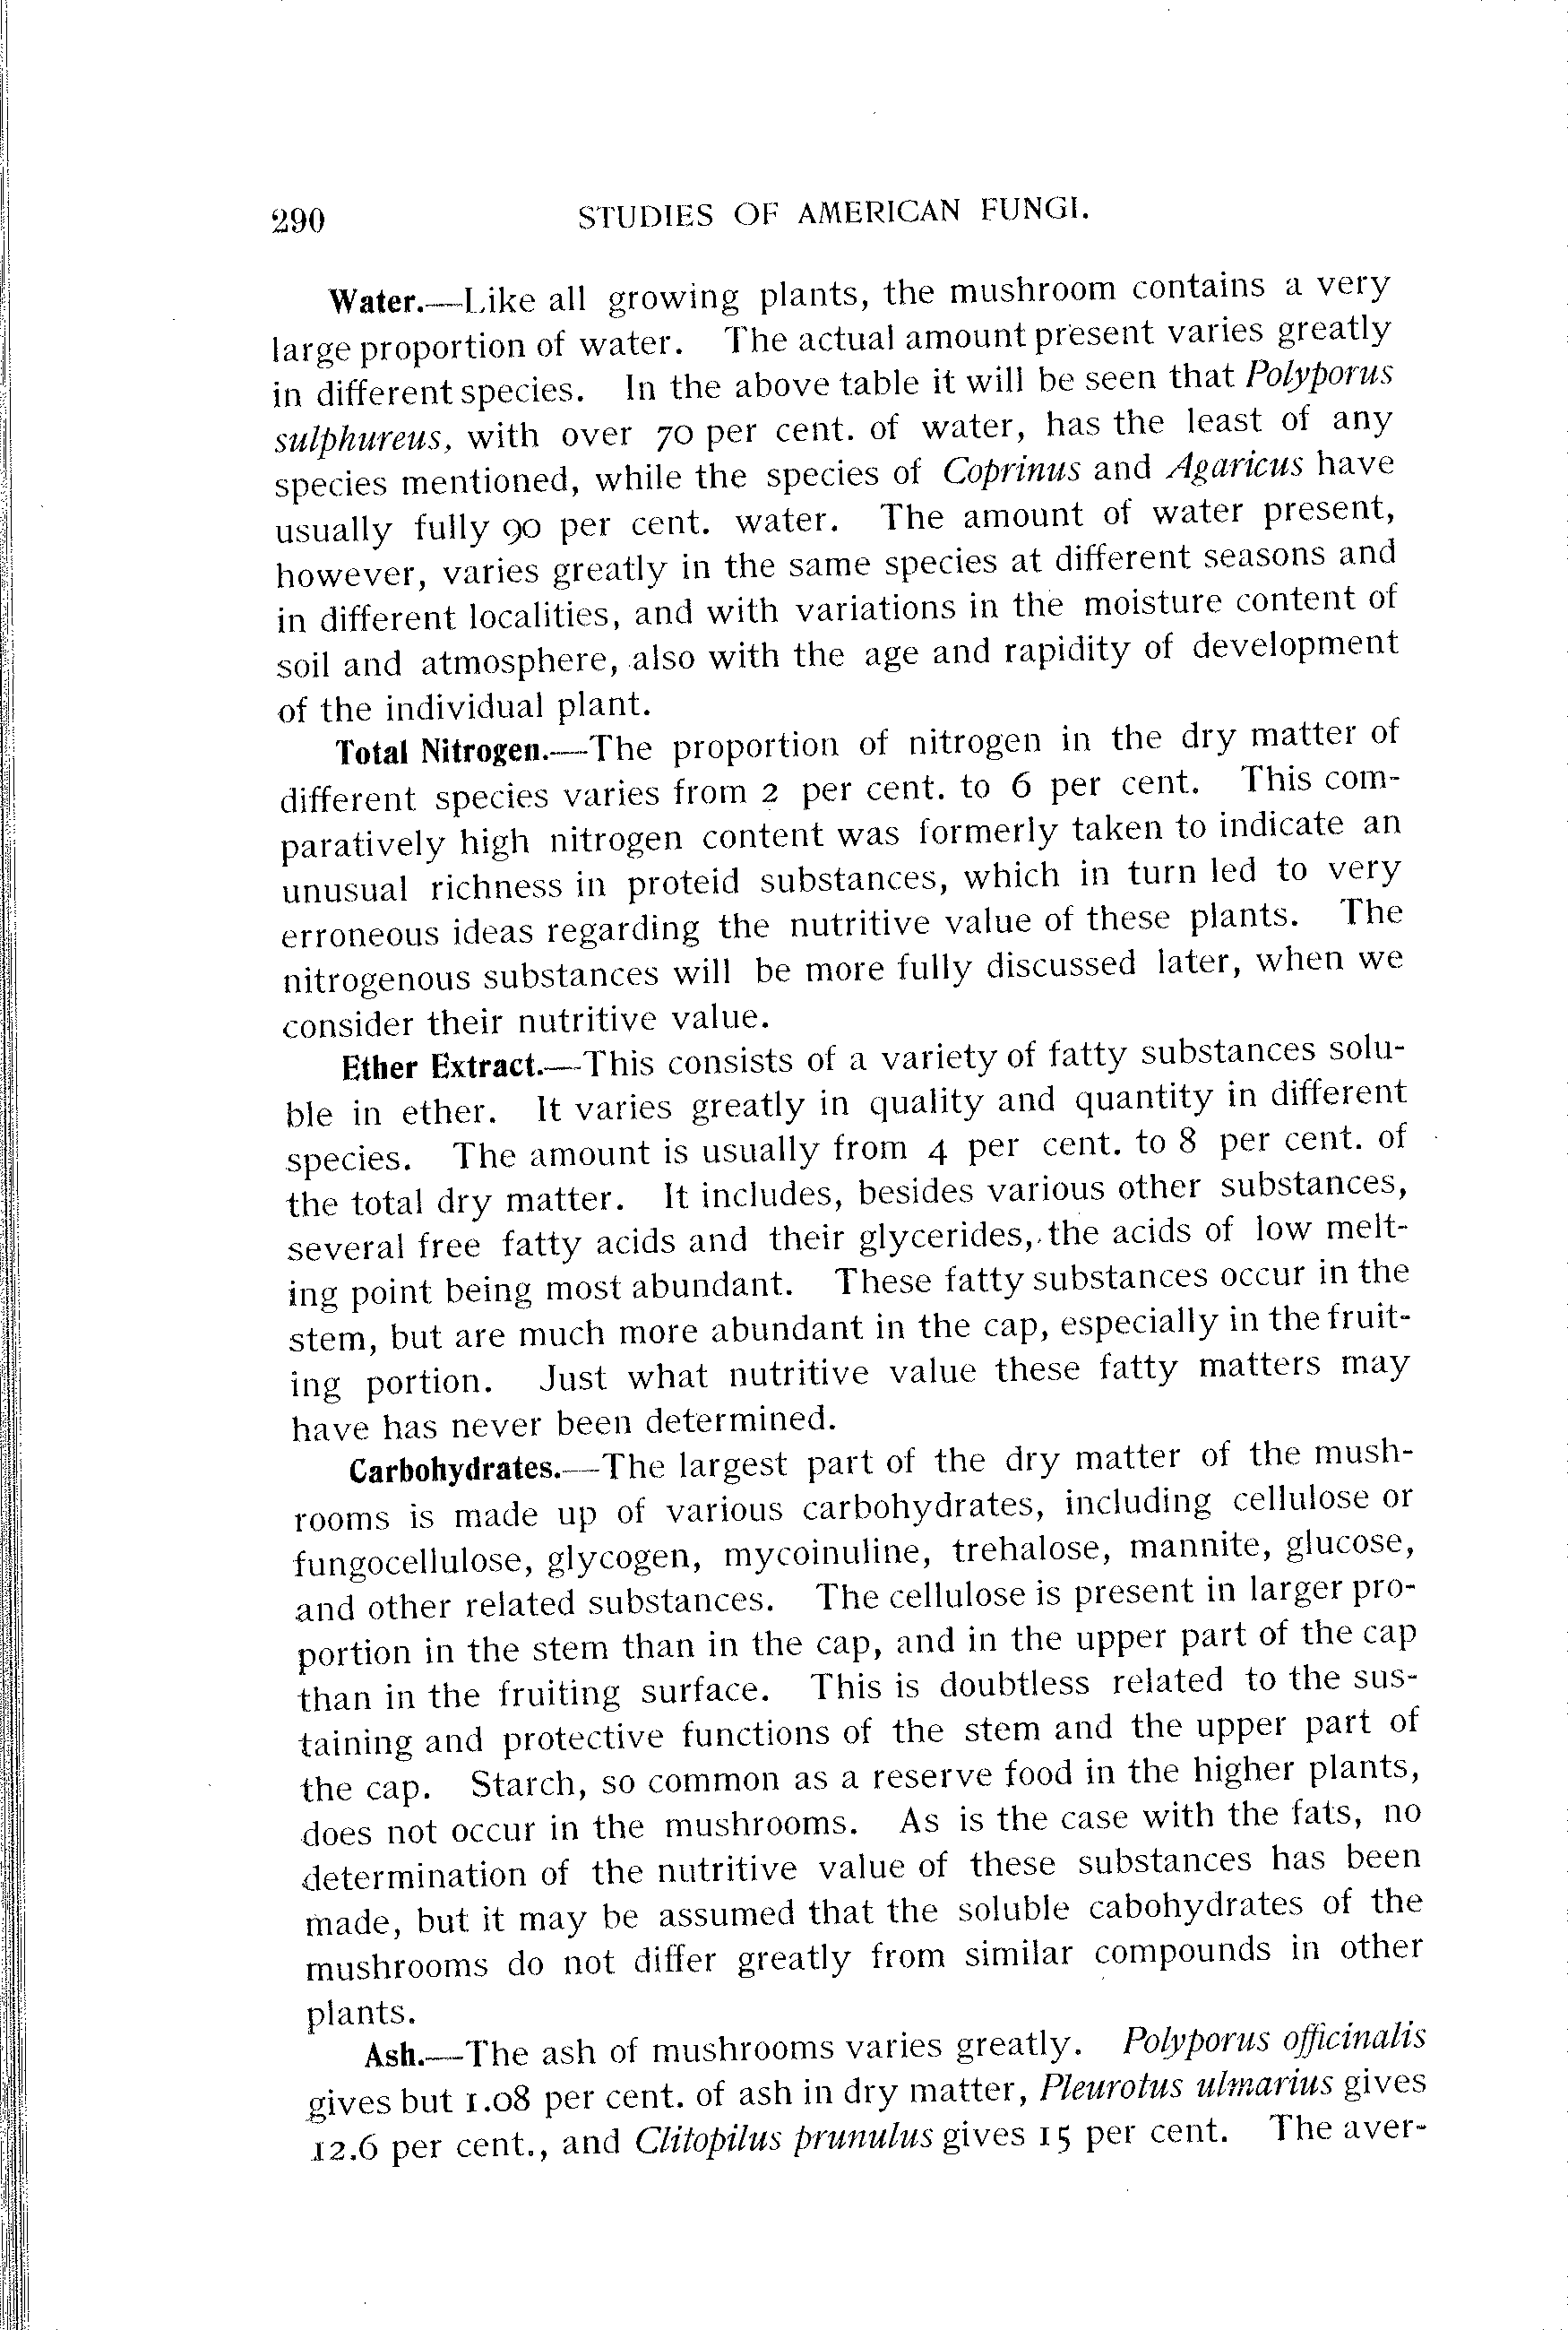 290 STUDIES OF AMERICAN FUNGI.
Water.—Like all growing plants, the mushroom contains a very
large proportion of water. The actual amount present varies greatly
in different species. In the above table it will be seen that Polyporus
sulphureus, with over 70 per cent. of water, has the least of any
species mentioned, while the species of Coprinus and Agaricus have
usually fully 90 per cent. water. The amount of water present,
however, varies greatly in the same species at different seasons and
in different localities, and with variations in the moisture content of
soil and atmosphere, also with the age and rapidity of development
of the individual plant.
Total Nitrogen.—The proportion of nitrogen in the dry matter of
different species varies from 2 per cent. to 6 per cent. This com-
paratively high nitrogen content was formerly taken to indicate an
unusual richness in proteid substances, which in turn led to very
erroneous ideas regarding the nutritive value of these plants. The
nitrogenous substances will be more fully discussed later, when we
consider their nutritive value.
Ether Extract.—This consists of a variety of fatty substances solu-
ble in ether. It varies greatly in quality and quantity in different
species. The amount is usually from 4 per cent. to 8 per cent. of
the total dry matter. It includes, besides various other substances,
several free fatty acids and their glycerides, the acids of low melt-
ing point being most abundant. These fatty substances occur in the
stem, but are much more abundant in the cap, especially in the fruit-
ing portion. Just what nutritive value these fatty matters may
have has never been determined.
Carbohydrates.—The largest part of the dry matter of the mush-
rooms is made up of various carbohydrates, including cellulose or
fungocellulose, glycogen, mycoinuline, trehalose, mannite, glucose,
and other related substances. The cellulose is present in larger pro-
portion in the stem than in the cap, and in the upper part of the cap
than in the fruiting surface. This is doubtless related to the sus-
taining and protective functions of the stem and the upper part of
the cap. Starch, so common as a reserve food in the higher plants,
does not occur in the mushrooms. As is the case with the fats, no
determination of the nutritive value of these substances has been
made, but it may be assumed that the soluble cabohydrates of the
mushrooms do not differ greatly from similar compounds in other
plants.
Ash.—The ash of mushrooms varies greatly. Polyporus officinalis
gives but 1.08 per cent. of ash in dry matter, Pleurotus ulmarius gives
12.6 per cent., and Clitopilus prunulus gives 15 per cent. The aver-